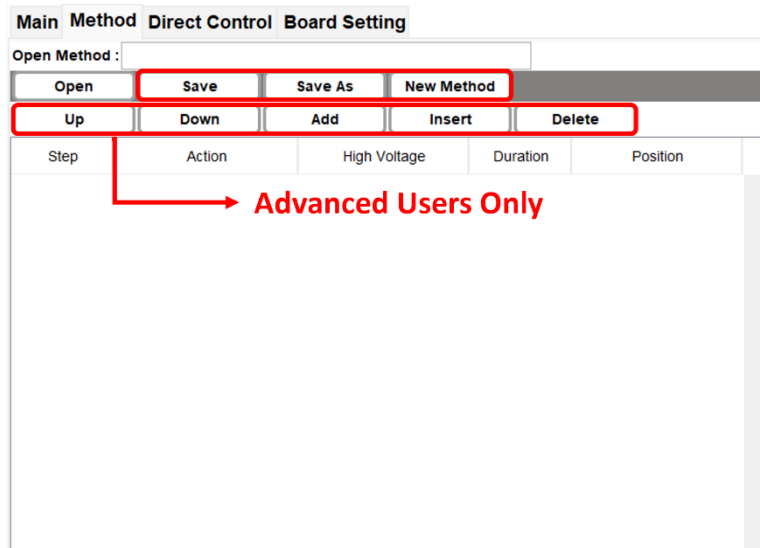 Main Method Direct Control Board Setting
Open Method :
Open Save Save As New Method
Up Down Add Insert Delete
Step Action High Voltage Duration Position
Advanced Users Only